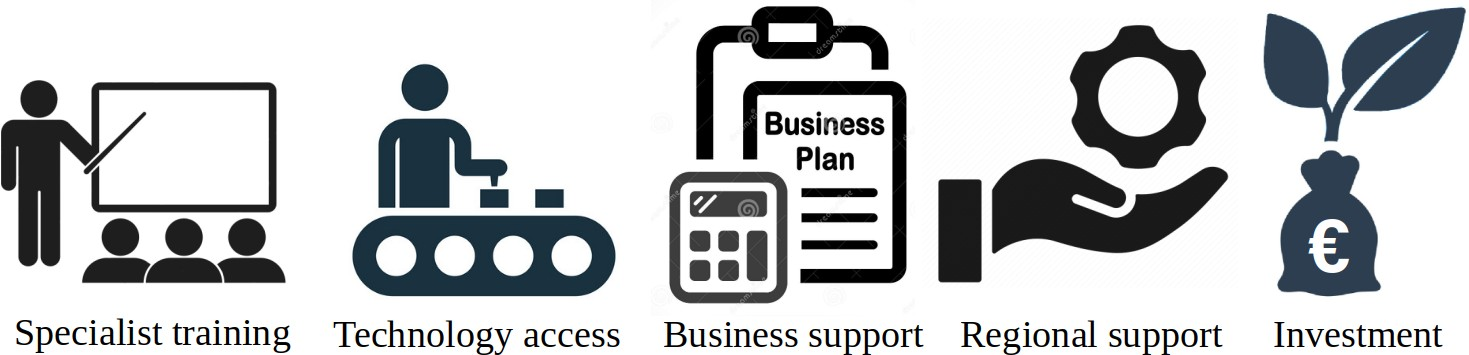 Business
Plan
€
Specialist training
Technology access
Business support
Regional support
Investment